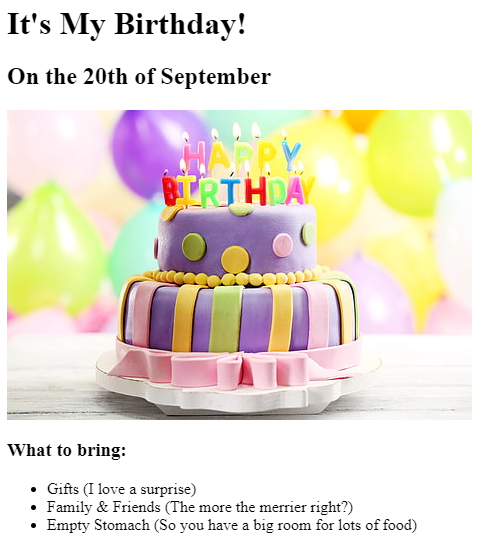 It's My Birthday!
On the 20th of September
HAPPY
BIRTHDAY
What to bring:
Gifts (I love a surprise)
Family & Friends (The more the merrier right?)
Empty Stomach (So you have a big room for lots of food)